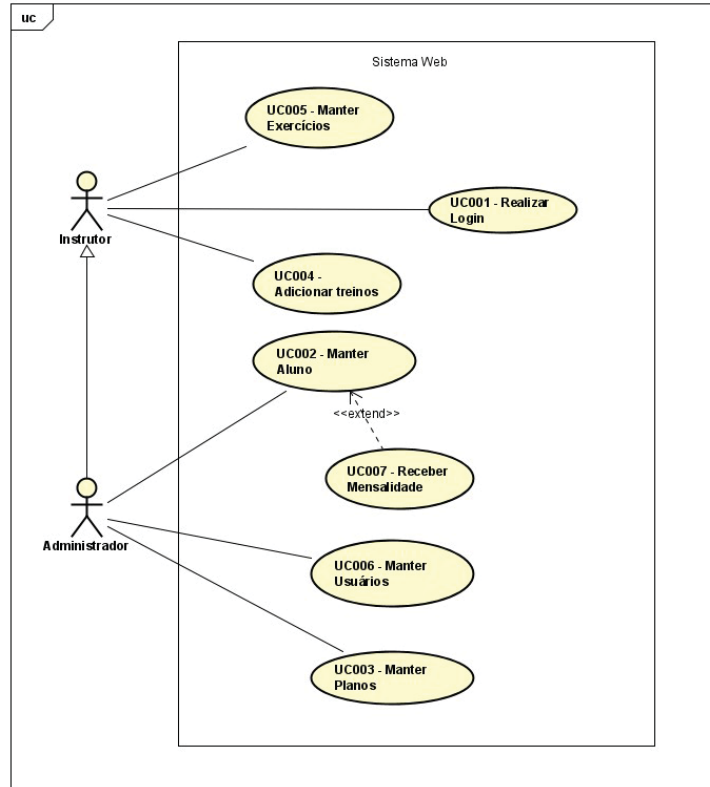 uc
Sistema Web
UC005 - Manter
Exercícios
UC001 - Realizar
Login
Instrutor
UC004 -
Adicionar treinos
UC002 - Manter
Aluno
<<extend>>
UC007 - Receber
Mensalidade
Administrador
UC006 - Manter
Usuários
UC003 - Manter
Planos